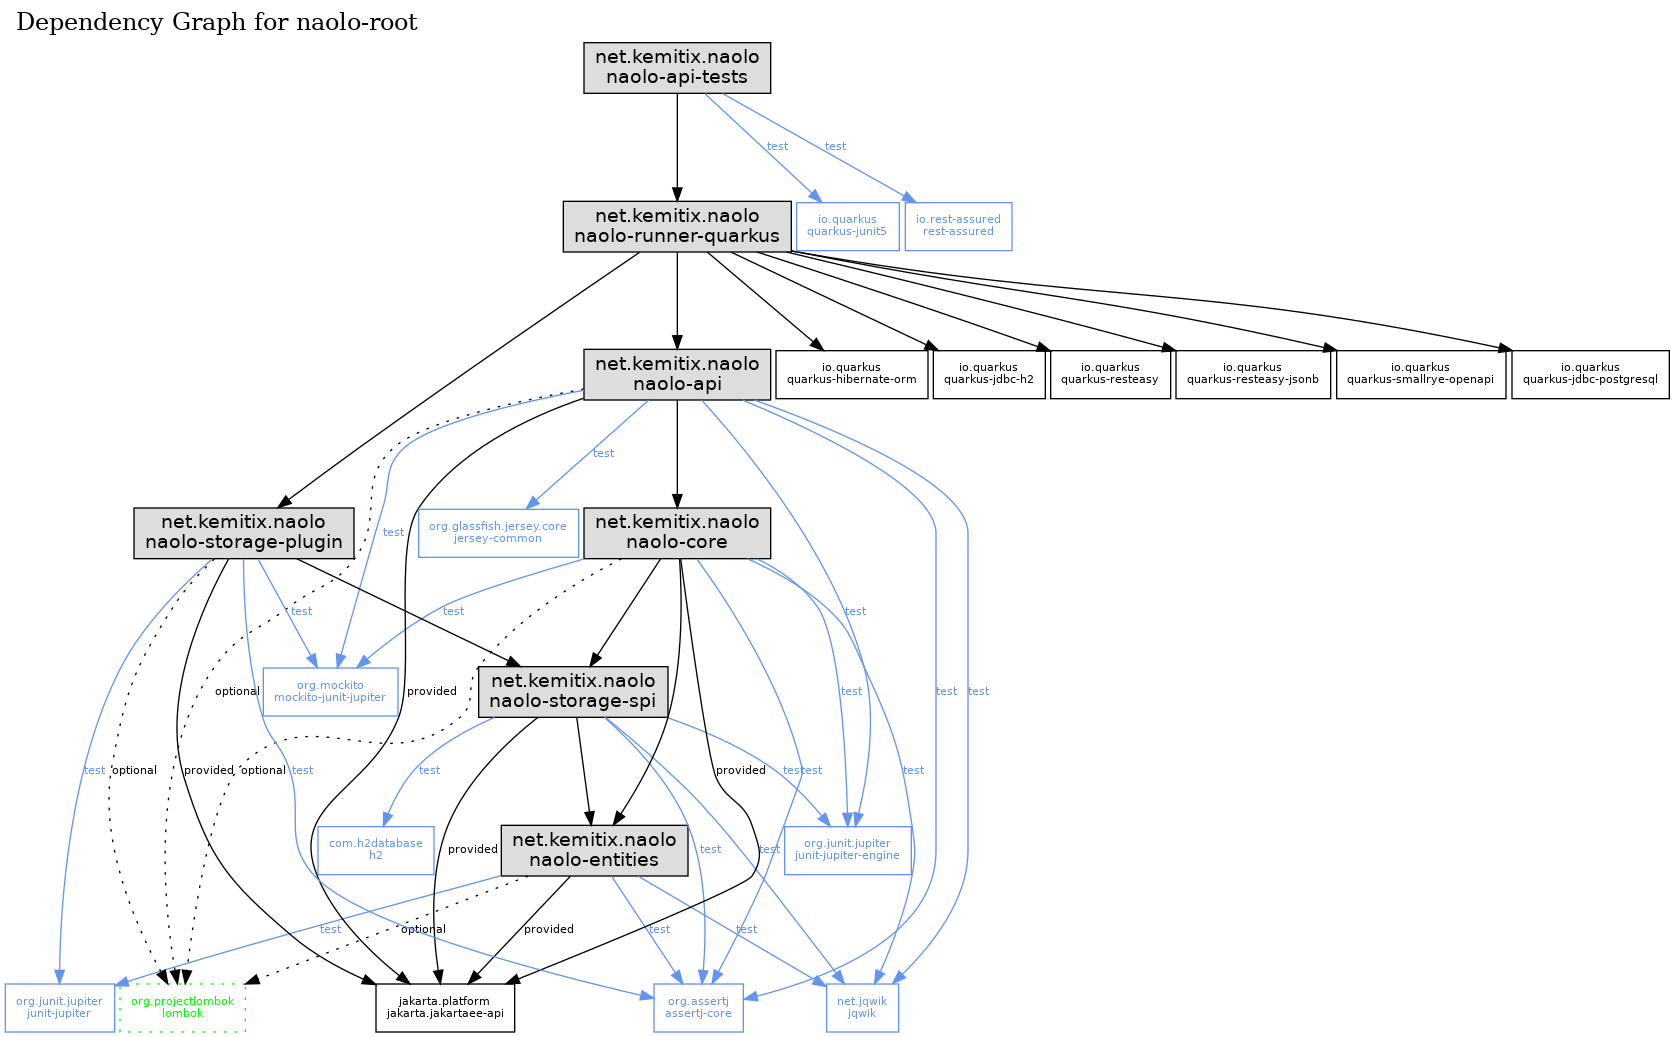 Dependency Graph for naolo-root
net.kemitix.naolo
naolo-api-tests
test
test
net.kemitix.naolo
naolo-runner-quarkus
io.quarkus
quarkus-junit5
io.rest-assured
rest-assured
net.kemitix.naolo
naolo-api
io.quarkus
quarkus-hibernate-orm
io.quarkus
quarkus-jdbc-h2
io.quarkus
quarkus-resteasy
io.quarkus
quarkus-resteasy-jsonb
io.quarkus
quarkus-smallrye-openapi
io.quarkus
quarkus-jdbc-postgresql
test
net.kemitix.naolo
naolo-storage-plugin
test
org.glassfish.jersey.core
jersey-common
net.kemitix.naolo
naolo-core
test
test
test
optional
org.mockito
mockito-junit-jupiter
provided
net.kemitix.naolo
naolo-storage-spi
test
test
test
test
optional
provided
optional
test
test
provided
test
test
test
com.h2database
h2
provided
net.kemitix.naolo
naolo-entities
test
test
org.junit.jupiter
junit-jupiter-engine
test
optional
provided
test
test
org.junit.jupiter
junit-jupiter
org.projectlombok
lombok
jakarta.platform
jakarta.jakartaee-api
org.assertj
assertj-core
net.jqwik
jqwik